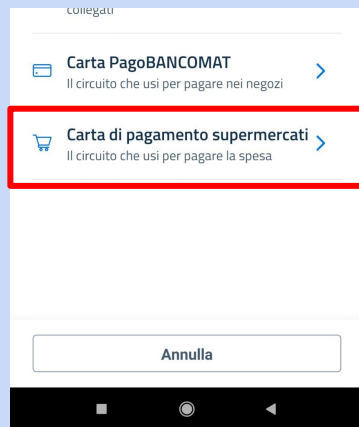 collegati
Carta PagoBANCOMAT
Il circuito che usi per pagare nei negozi
Carta di pagamento supermercati
Il circuito che usi per pagare la spesa
Annulla